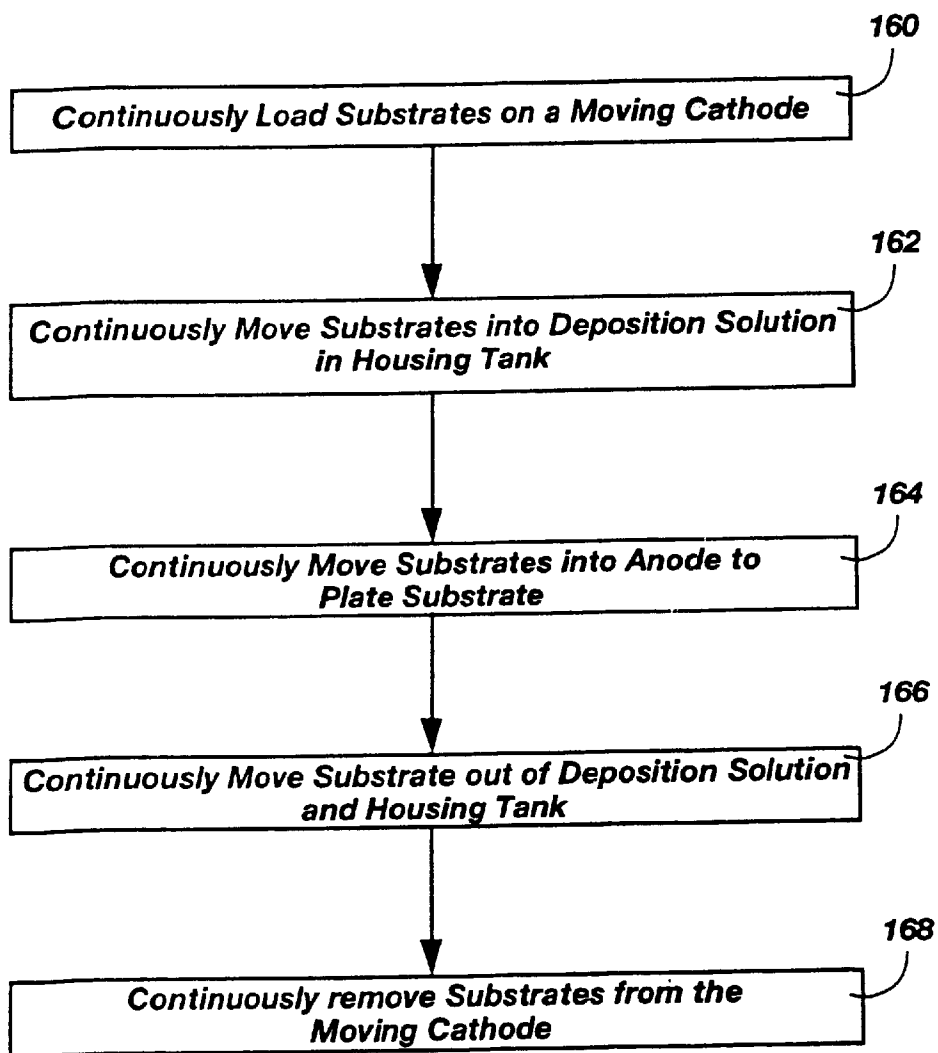 160
Continuously Load Substrates on a Moving Cathode
162
Continuously Move Substrates into Deposition Solution
in Housing Tank
164
Continuously Move Substrates into Anode to
Plate Substrate
166
Continuously Move Substrate out of Deposition Solution
and Housing Tank
168
Continuously remove Substrates from the
Moving Cathode